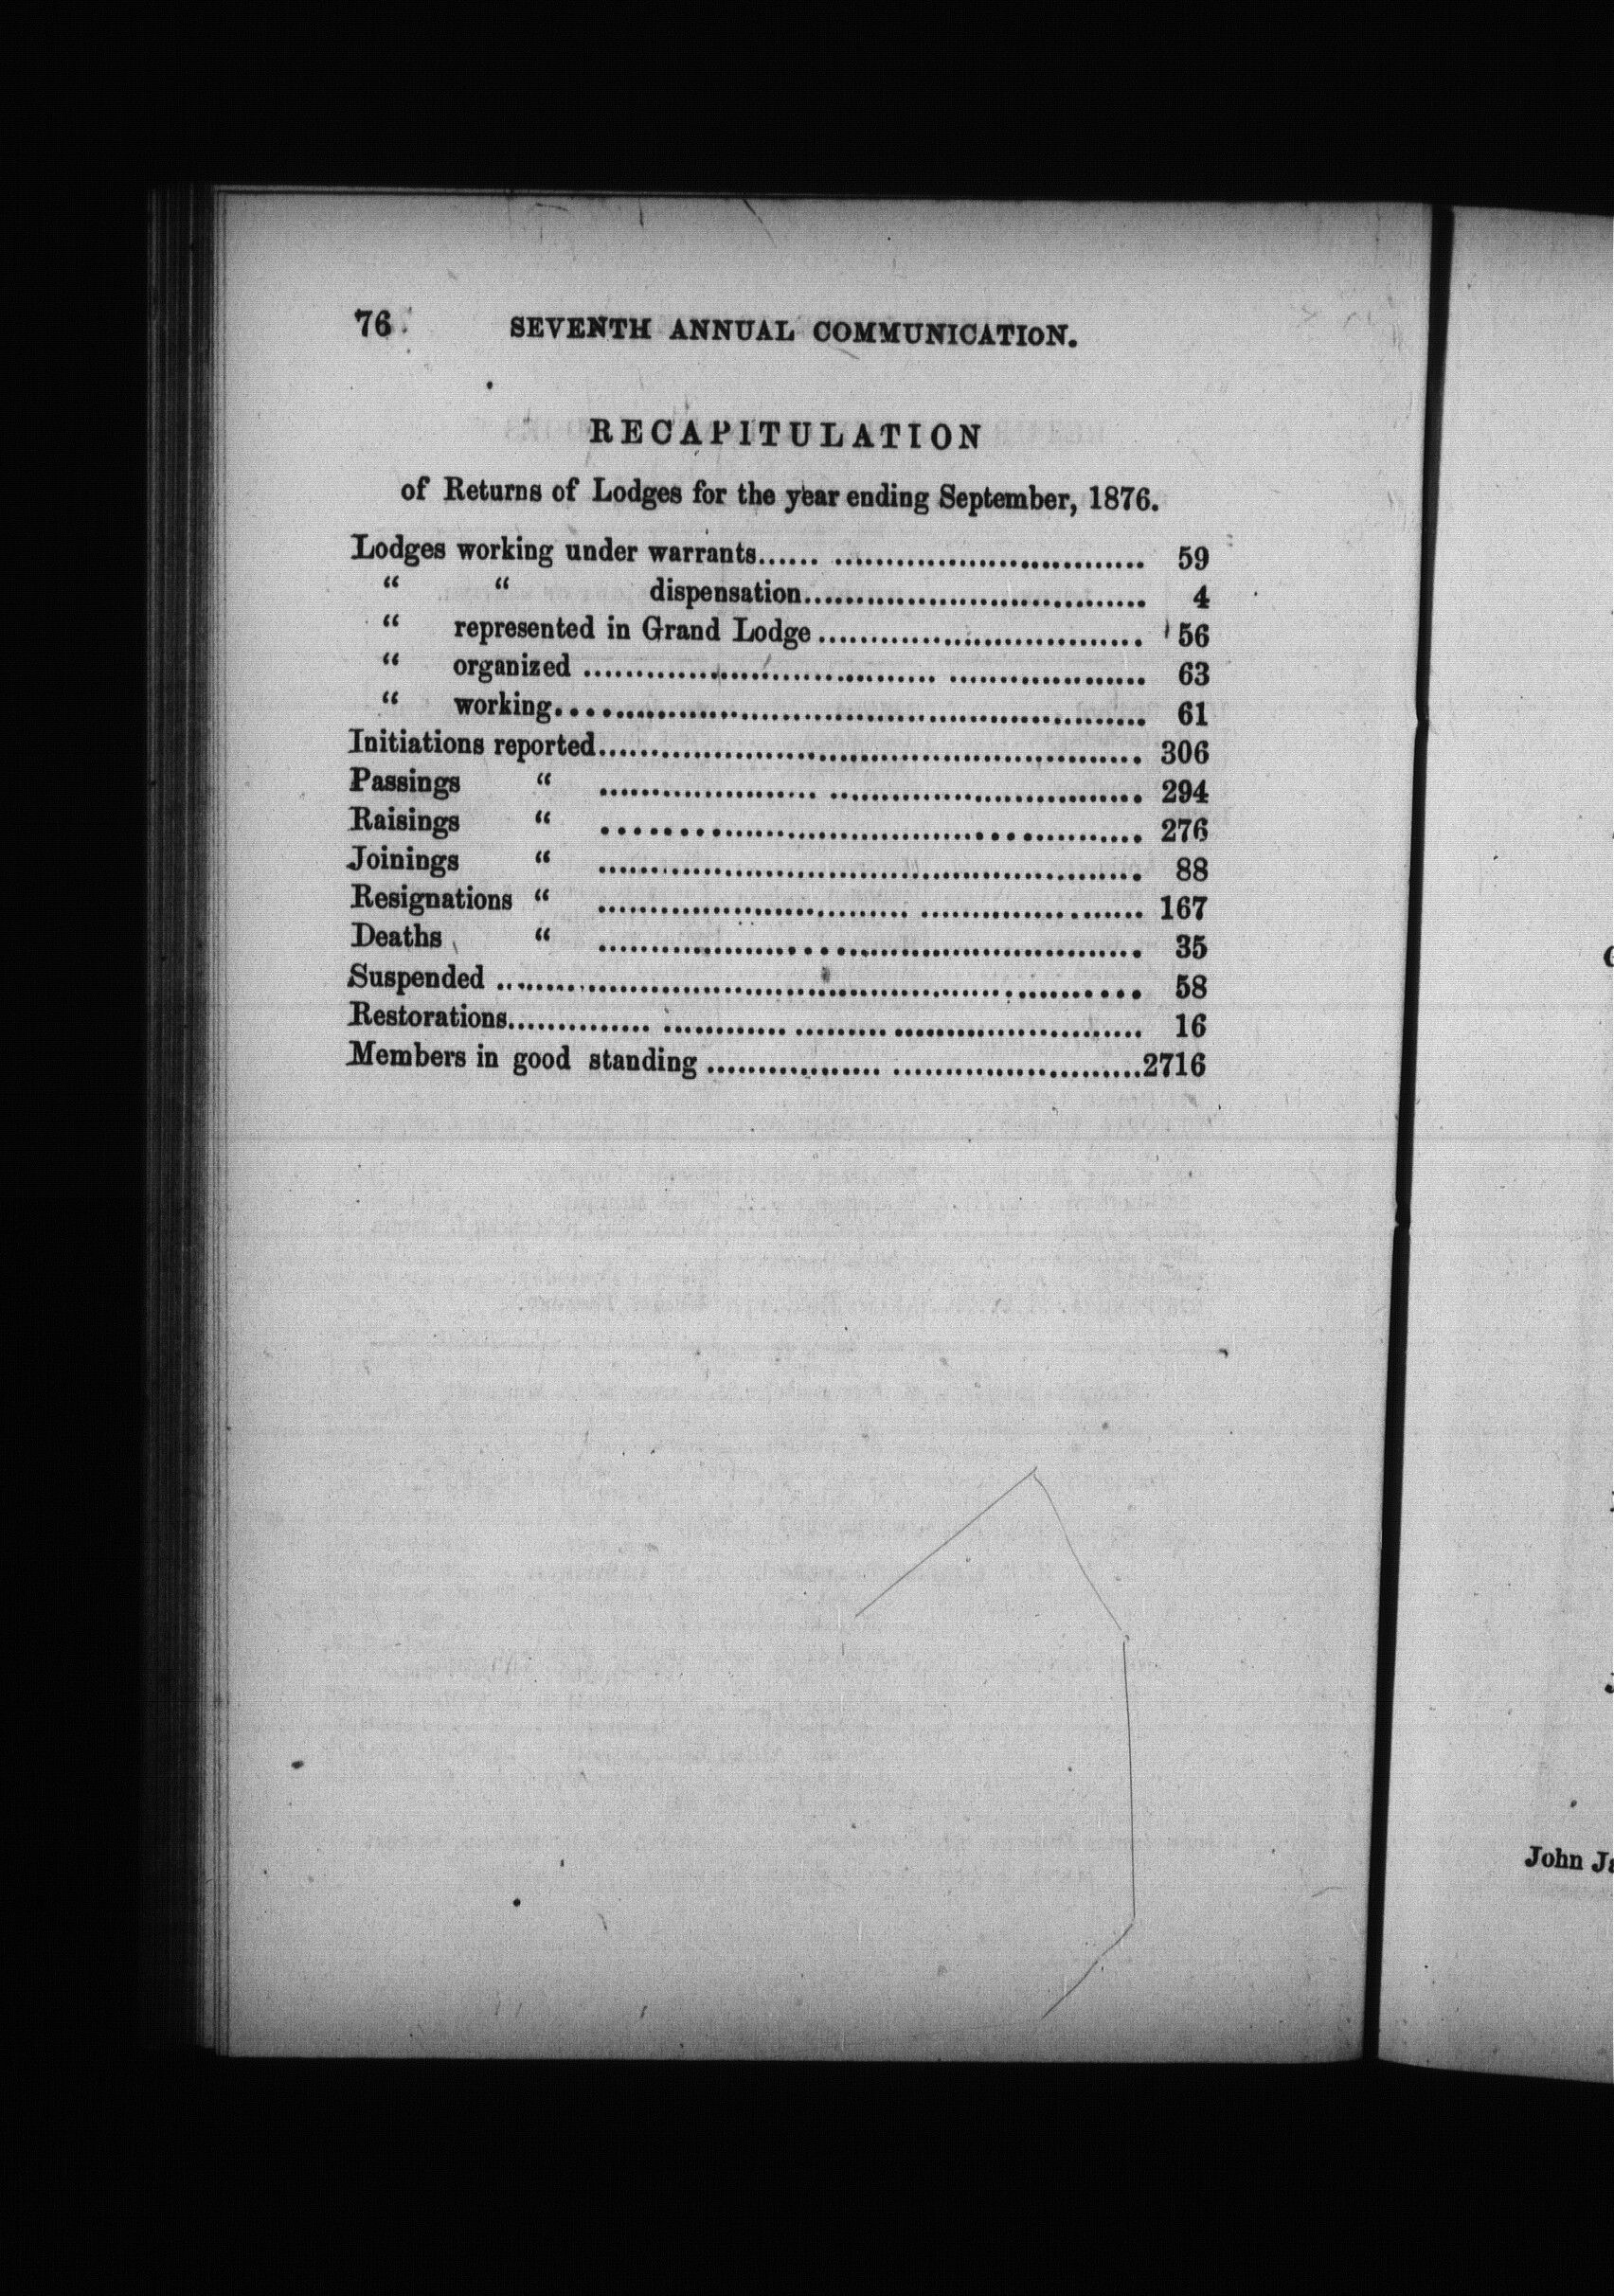 76
SEVENTH ANNUAL COMMUNICATION.
RECAPITULATION
of Returns of Lodges for the year ending September, 1876.
Lodges working under warrants...... .............................. 59
“ “ dispensation................................. 4
“ represented in Grand Lodge ............................... 56
“ organized .................................. ................... 63
“ working......................................................... 61
Initiations reported..................................................... 306
Passings “ ..................... .............................. 294
Raisings “ .................................................. 276
Joinings “ ..................................................... 88
Resignations “ .............................. ..................... 167
Deaths “ .................................................... 35
Suspended ............................................................. 58
Restorations.............. ............ ......... ........................ 16
Members in good standing ................. ........................2716
John